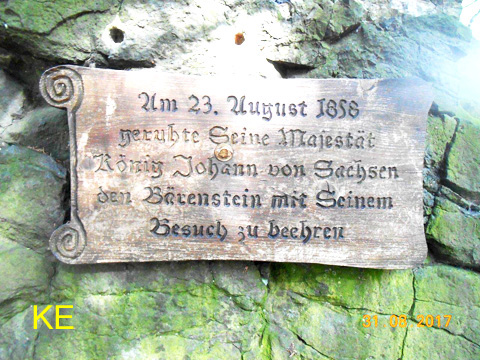 Am 23. August 1858
geruhte Seine Majestät
König Johann von Sachsen
den Bärenstein mit Seinem
Besuch zu beehren
KE
31.08.2017